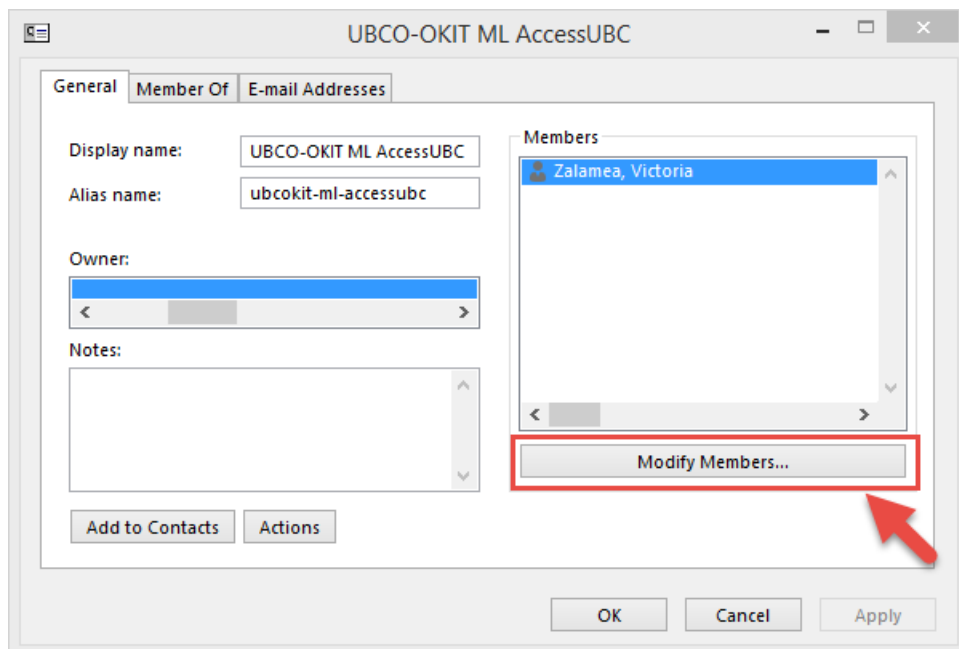 UBCO-OKIT ML AccessUBC
General Member Of E-mail Addresses
Display name: UBCO-OKIT ML AccessUBC
Alias name: ubcokit-ml-accessubc
Owner:
Notes:
Add to Contacts Actions
Members
Zalamea, Victoria
Modify Members...
OK Cancel Apply